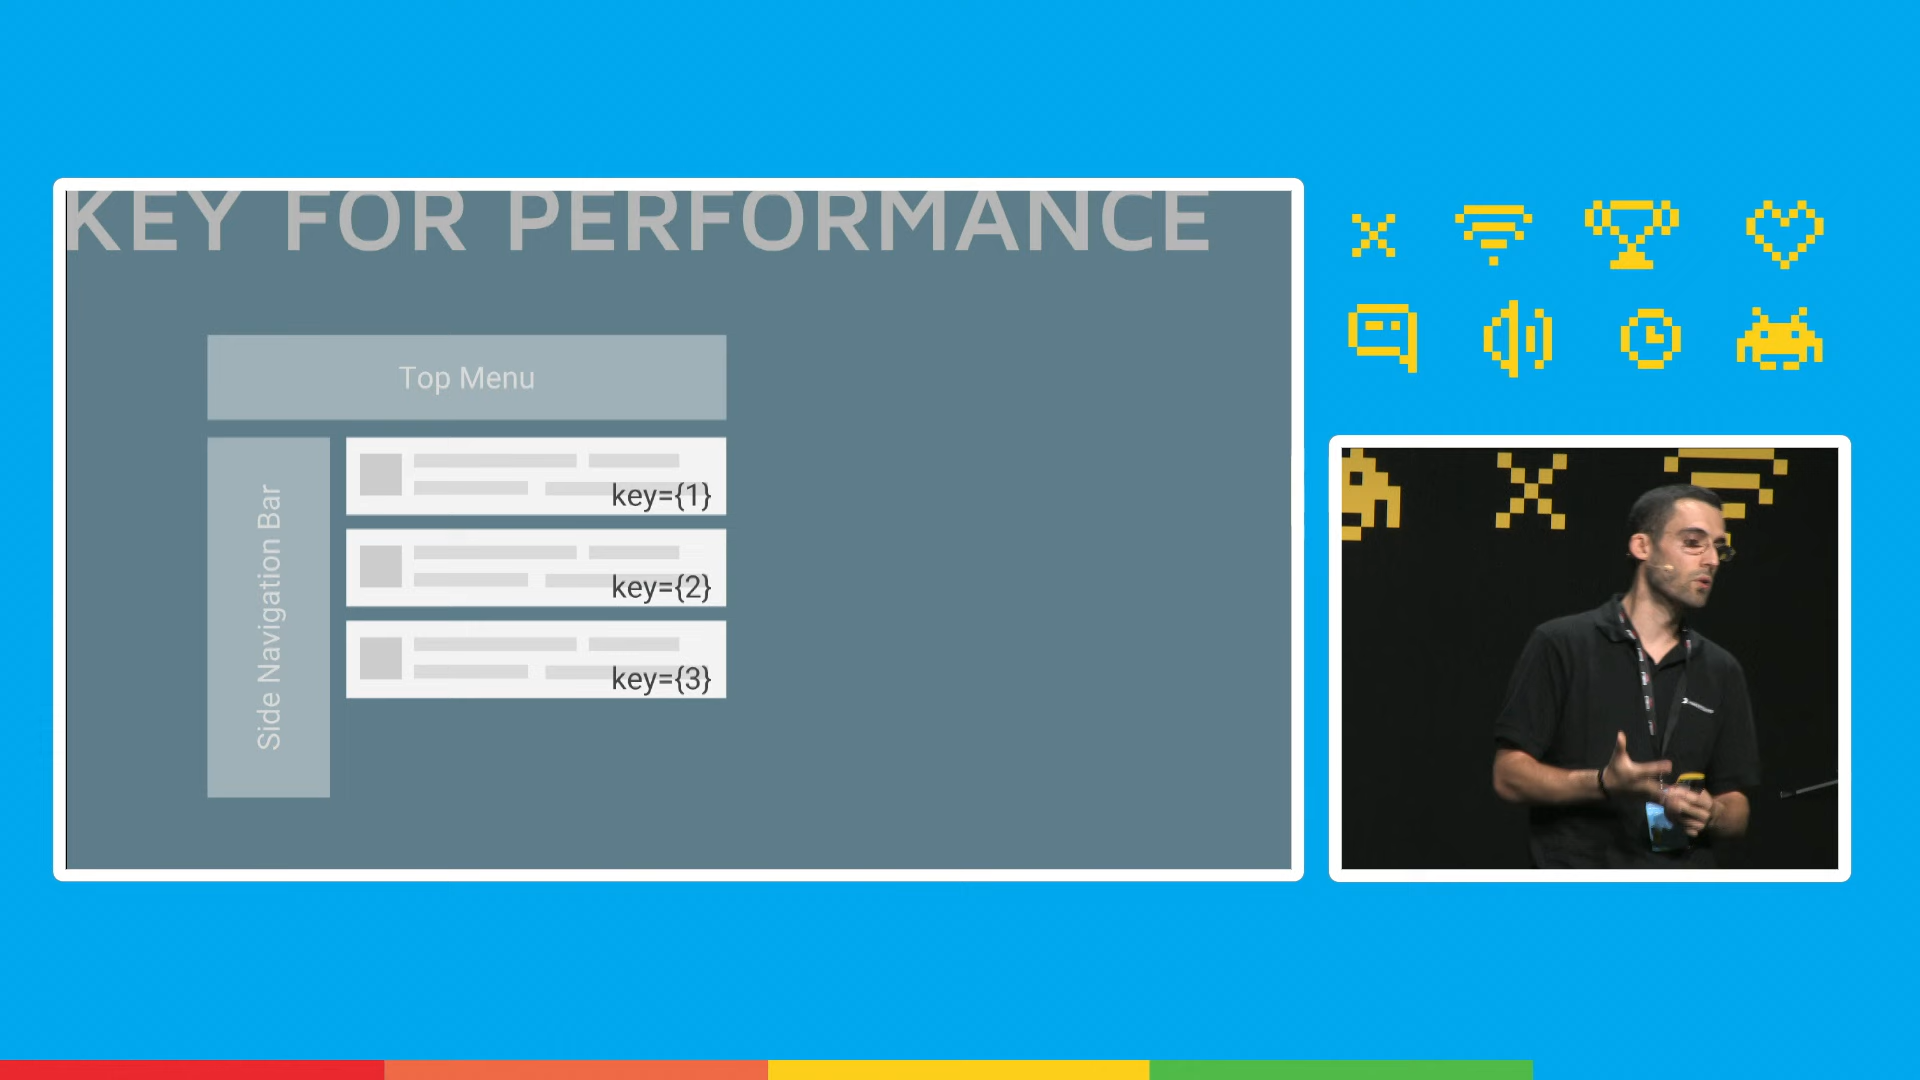 KEY FOR PERFORMANCE
Top Menu
Side Navigation Bar
key={1}
key={2}
key={3}